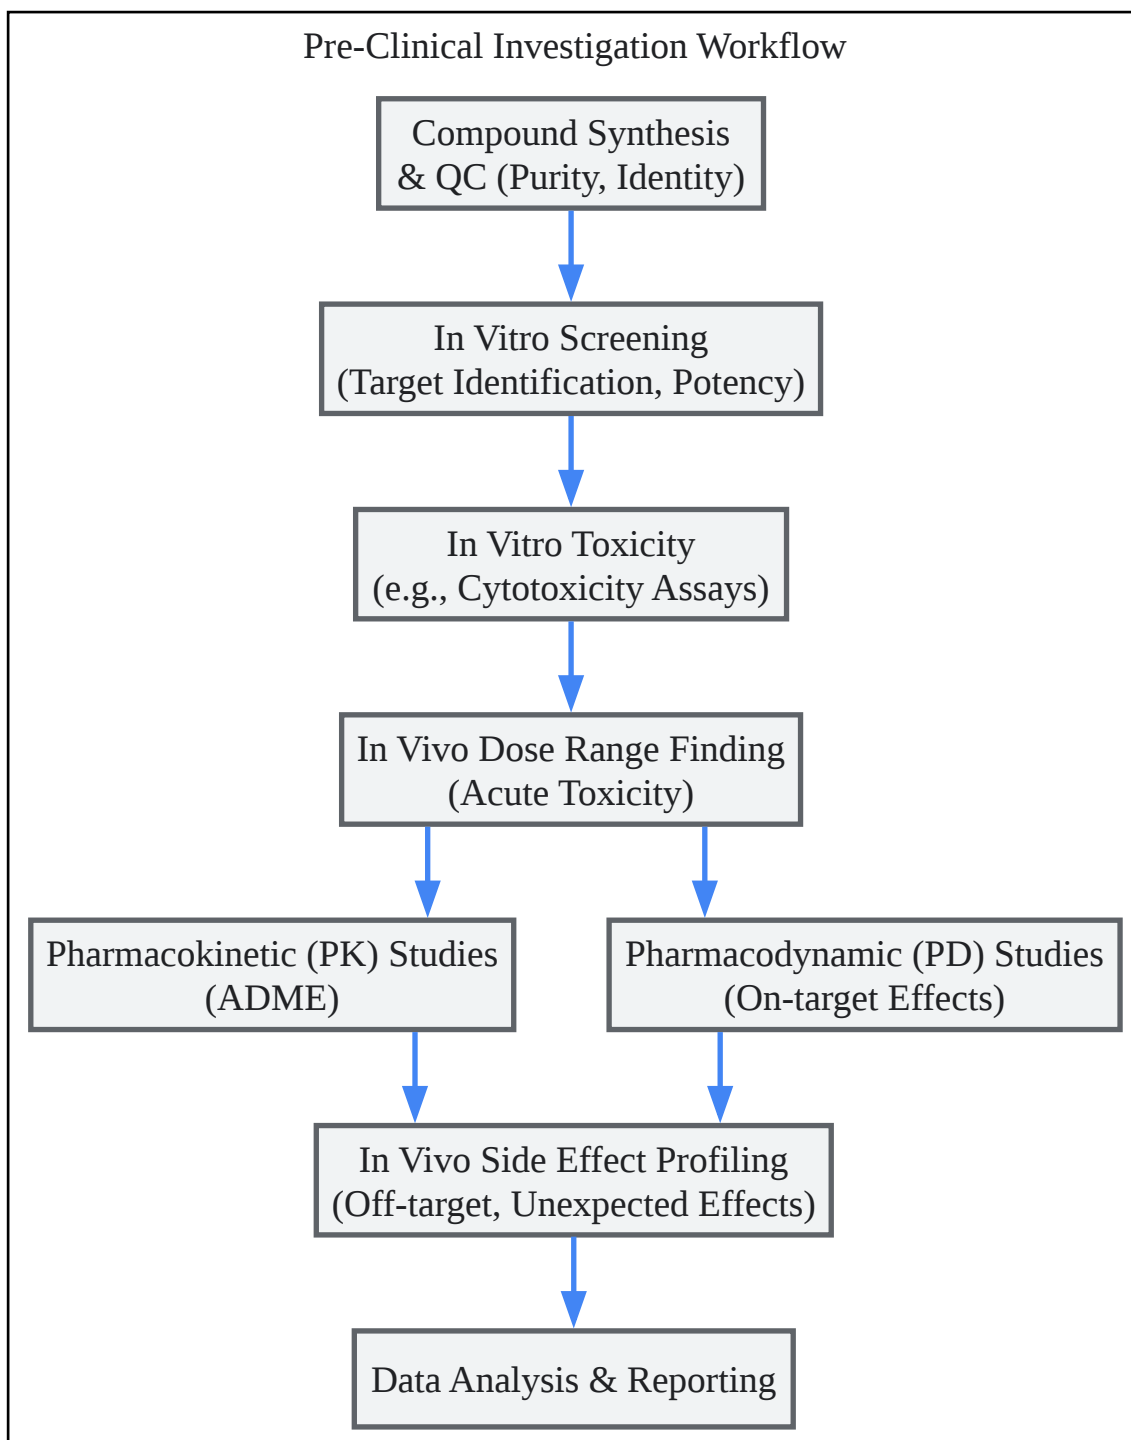 Pre-Clinical Investigation Workflow
Compound Synthesis
& QC (Purity, Identity)
In Vitro Screening
(Target Identification, Potency)
In Vitro Toxicity
(e.g., Cytotoxicity Assays)
In Vivo Dose Range Finding
(Acute Toxicity)
Pharmacokinetic (PK) Studies
(ADME)
Pharmacodynamic (PD) Studies
(On-target Effects)
In Vivo Side Effect Profiling
(Off-target, Unexpected Effects)
Data Analysis & Reporting